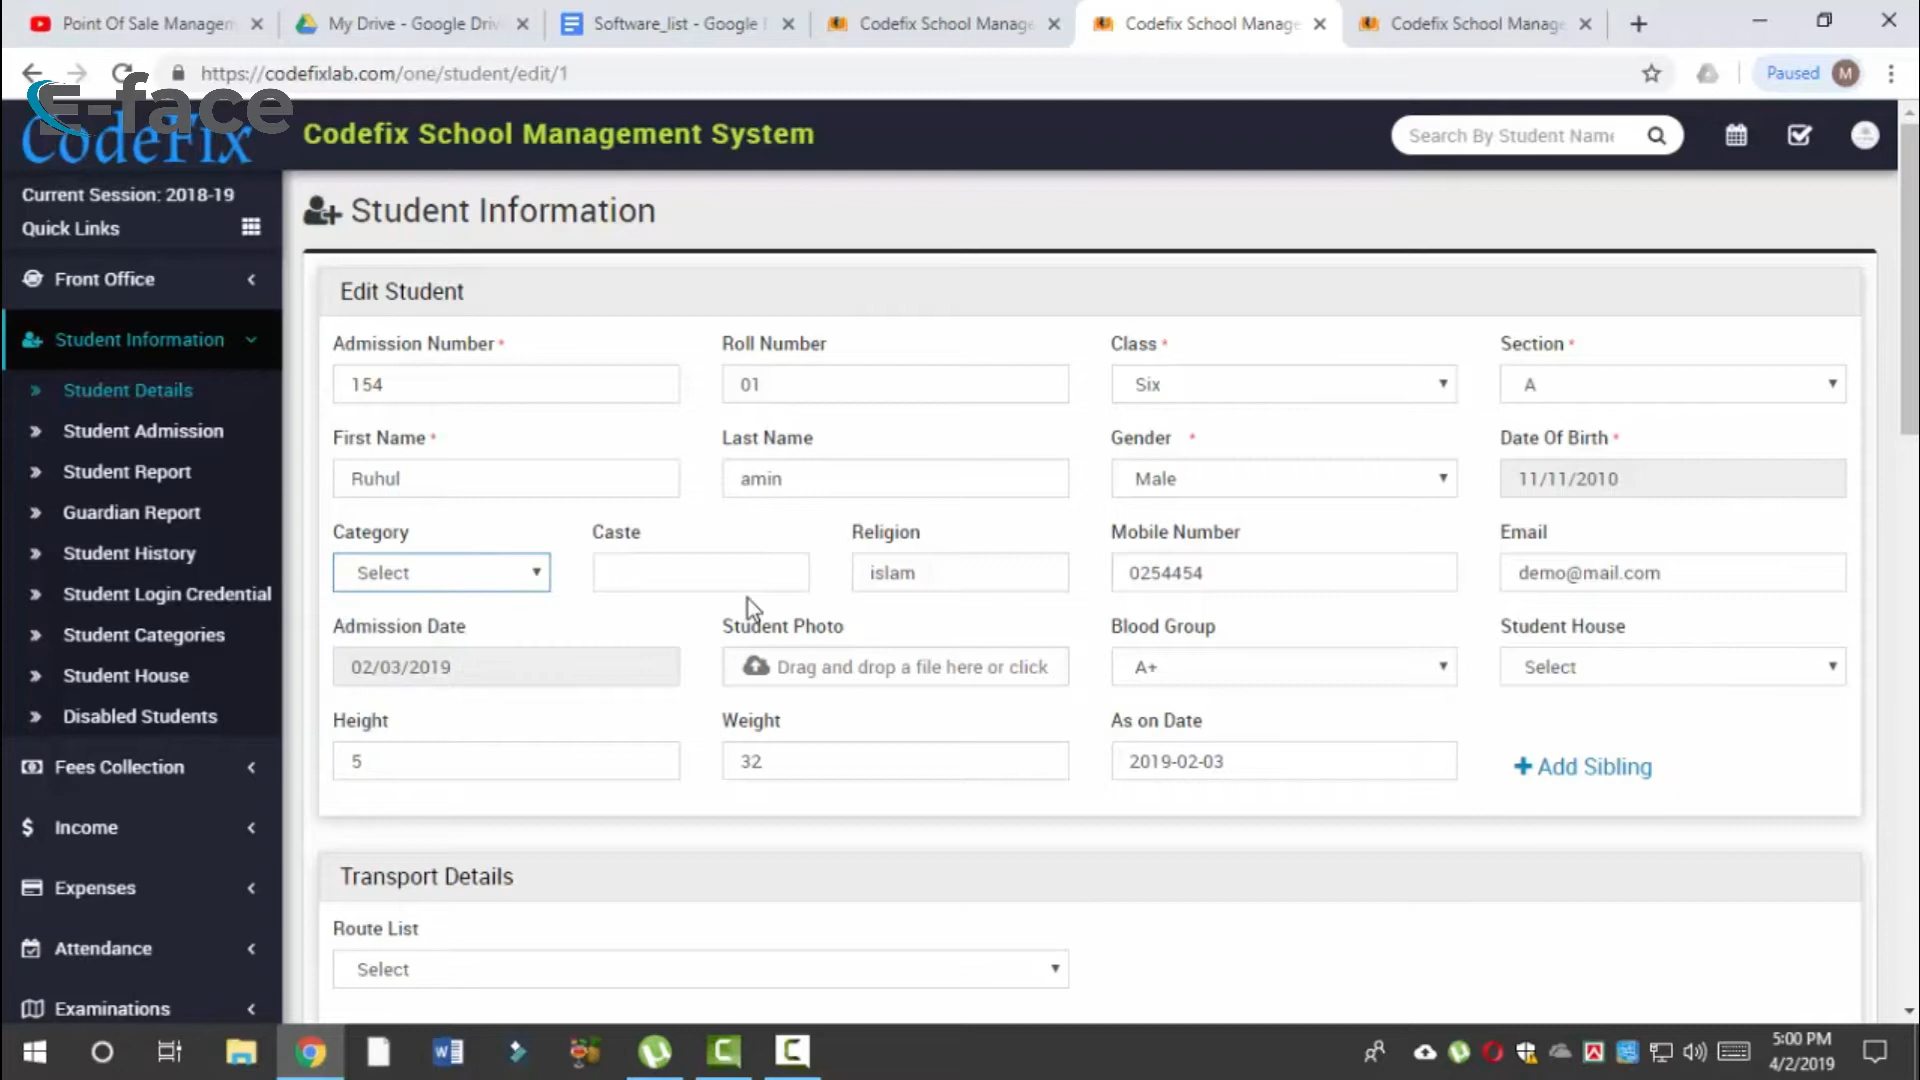 Point Of Sale Managem
My Drive - Google Driv
Software_list - Google
Codefix School Manage
Codefix School Manage
Codefix School Manage
https://codefixlab.com/one/student/edit/1
Paused
M
E-face
CodeFix
Codefix School Management System
Search By Student Name
Current Session: 2018-19
Quick Links
Front Office
Student Information
Student Details
Student Admission
Student Report
Guardian Report
Student History
Student Login Credential
Student Categories
Student House
Disabled Students
Fees Collection
Income
Expenses
Attendance
Examinations
Student Information
Edit Student
Admission Number *
Roll Number
Class *
Section *
154
01
Six
A
First Name *
Last Name
Gender *
Date Of Birth *
Ruhul
amin
Male
11/11/2010
Category
Caste
Religion
Mobile Number
Email
Select
islam
0254454
demo@mail.com
Admission Date
Student Photo
Blood Group
Student House
02/03/2019
Drag and drop a file here or click
A+
Select
Height
Weight
As on Date
5
32
2019-02-03
+ Add Sibling
Transport Details
Route List
Select
5:00 PM
4/2/2019